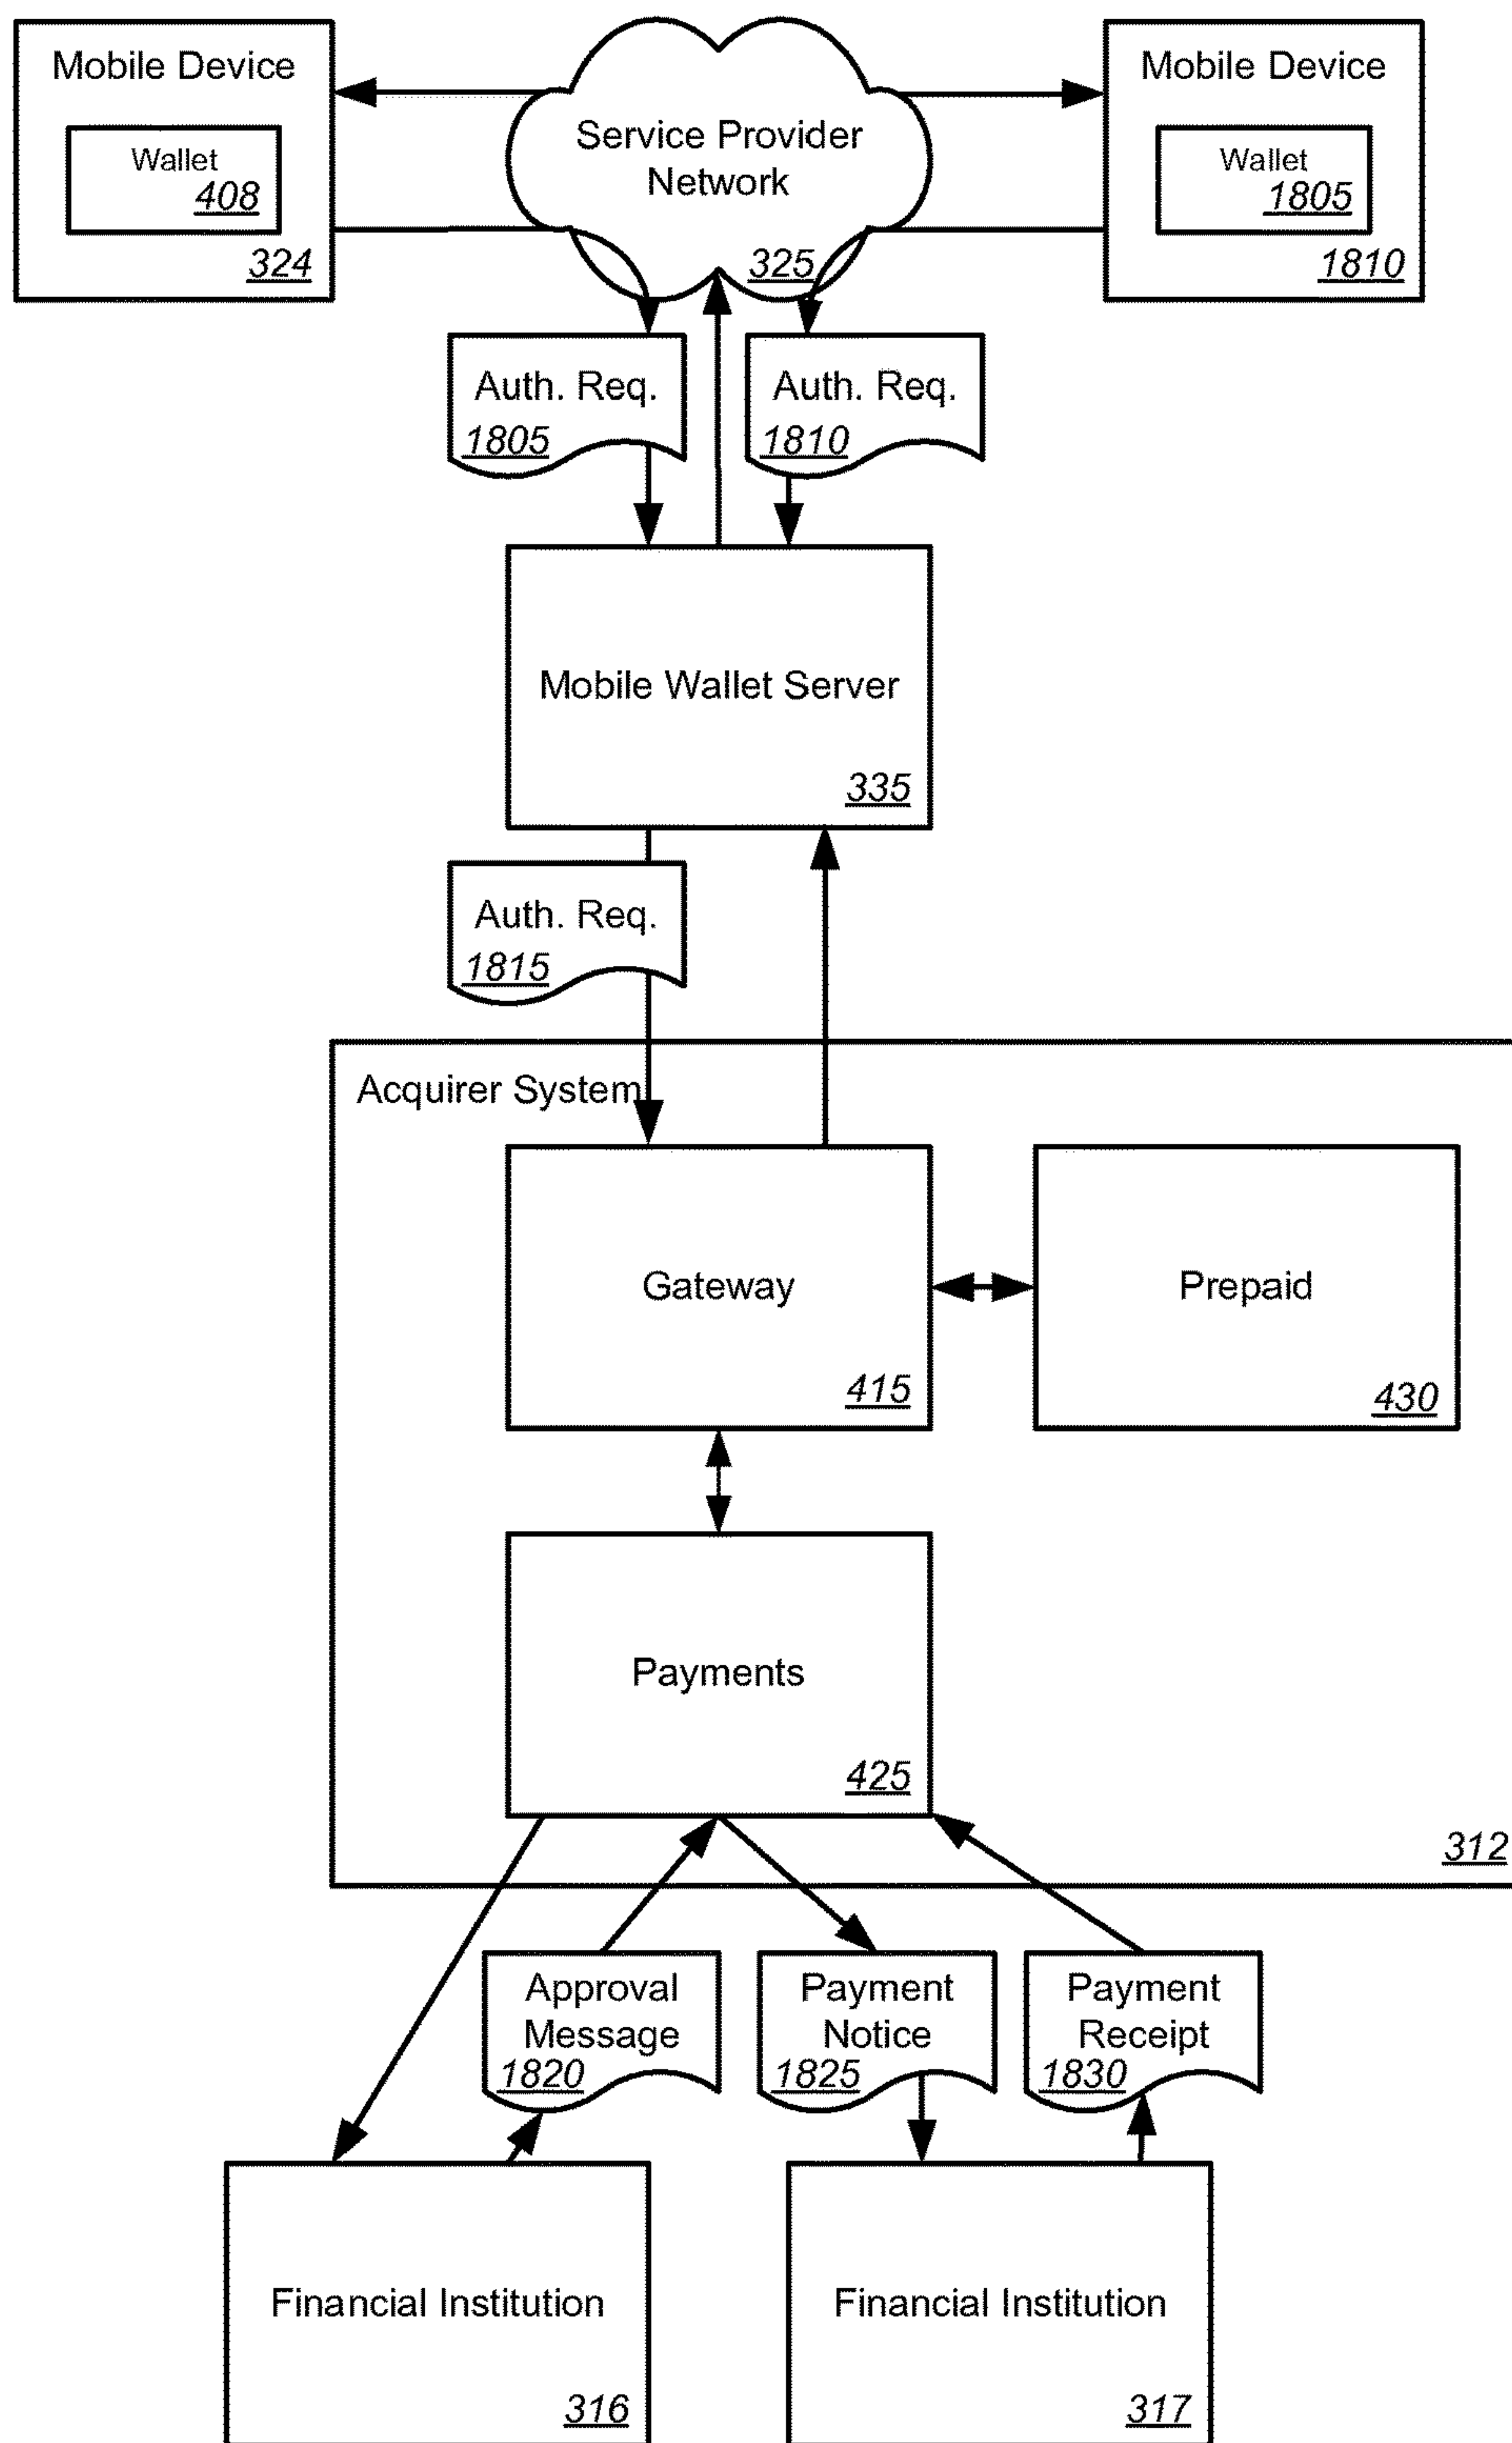 Mobile Device
Wallet
408
324
Service Provider
Network
325
Mobile Device
Wallet
1805
1810
Auth. Req.
1805
Auth. Req.
1810
Mobile Wallet Server
335
Auth. Req.
1815
Acquirer System
Gateway
415
Prepaid
430
Payments
425
312
Approval
Message
1820
Payment
Notice
1825
Payment
Receipt
1830
Financial Institution
316
Financial Institution
317